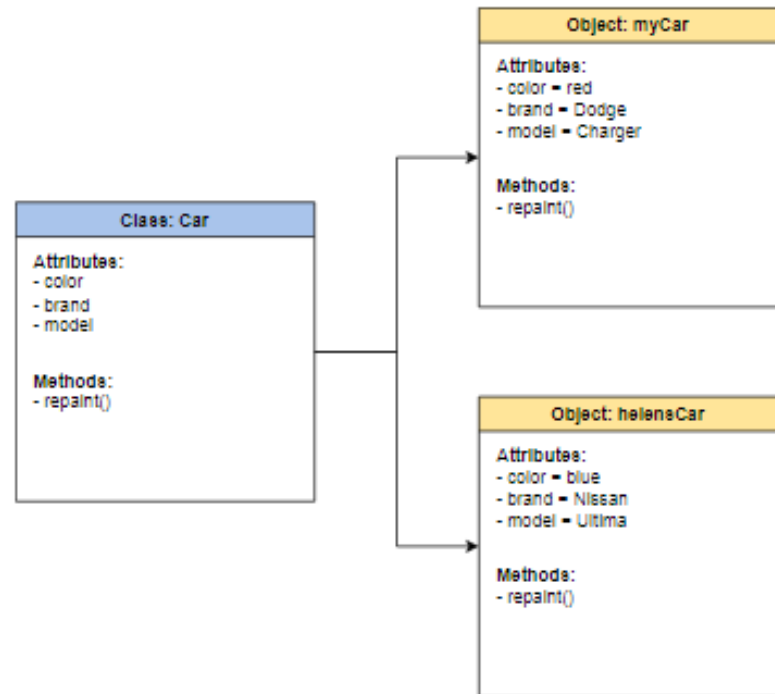 Class: Car
Attributes:
- color
- brand
- model
Methods:
- repaint()
Object: myCar
Attributes:
- color = red
- brand = Dodge
- model = Charger
Methods:
- repaint()
Object: helensCar
Attributes:
- color = blue
- brand = Nissan
- model = Ultima
Methods:
- repaint()